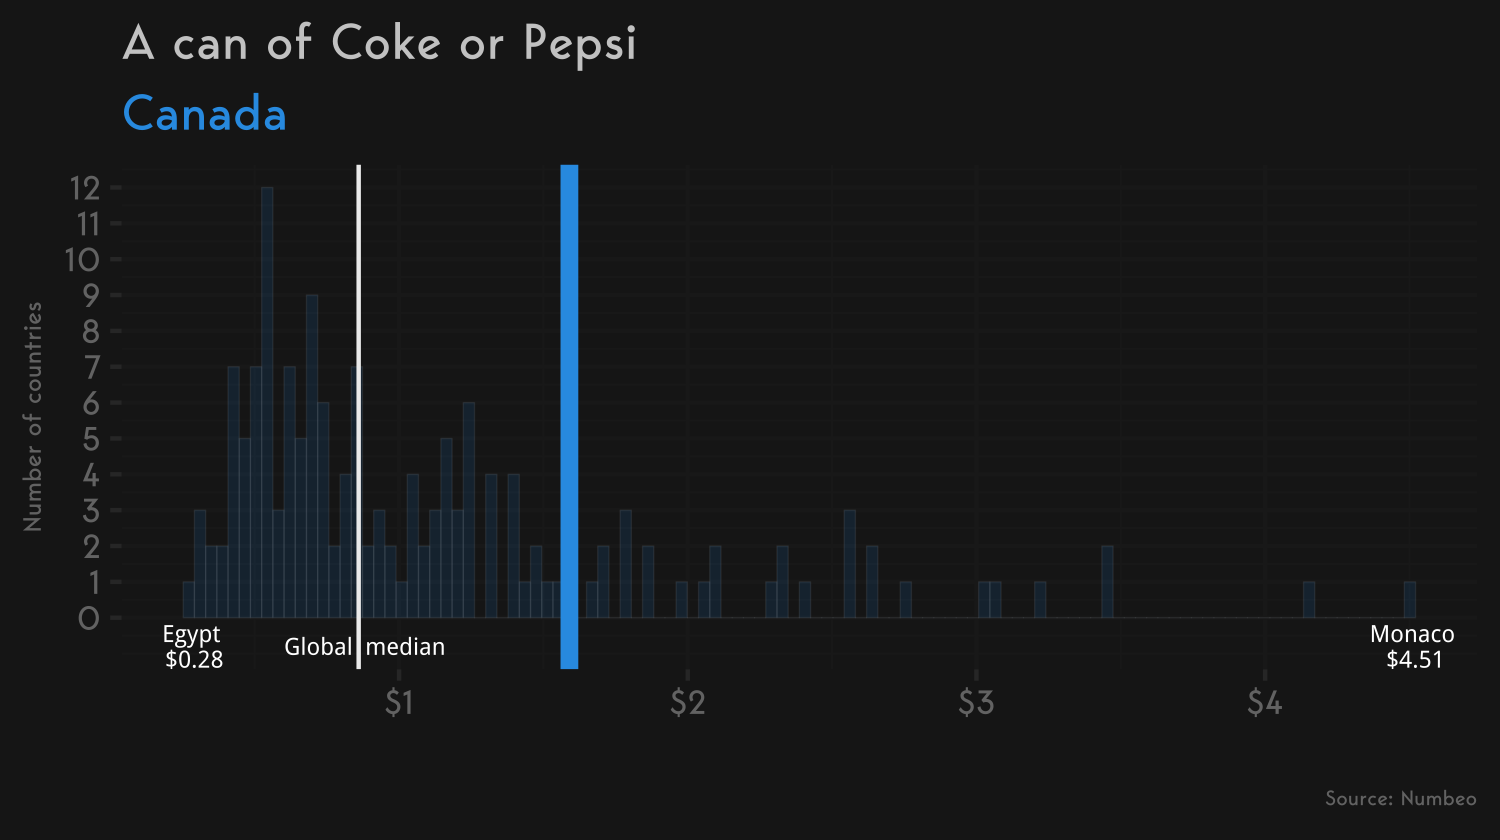 A can of Coke or Pepsi
Canada
Number of countries
12
11
10
9
8
7
6
5
4
3
2
1
0
Egypt
$0.28
Global median
Monaco
$4.51
$1
$2
$3
$4
Source: Numbeo